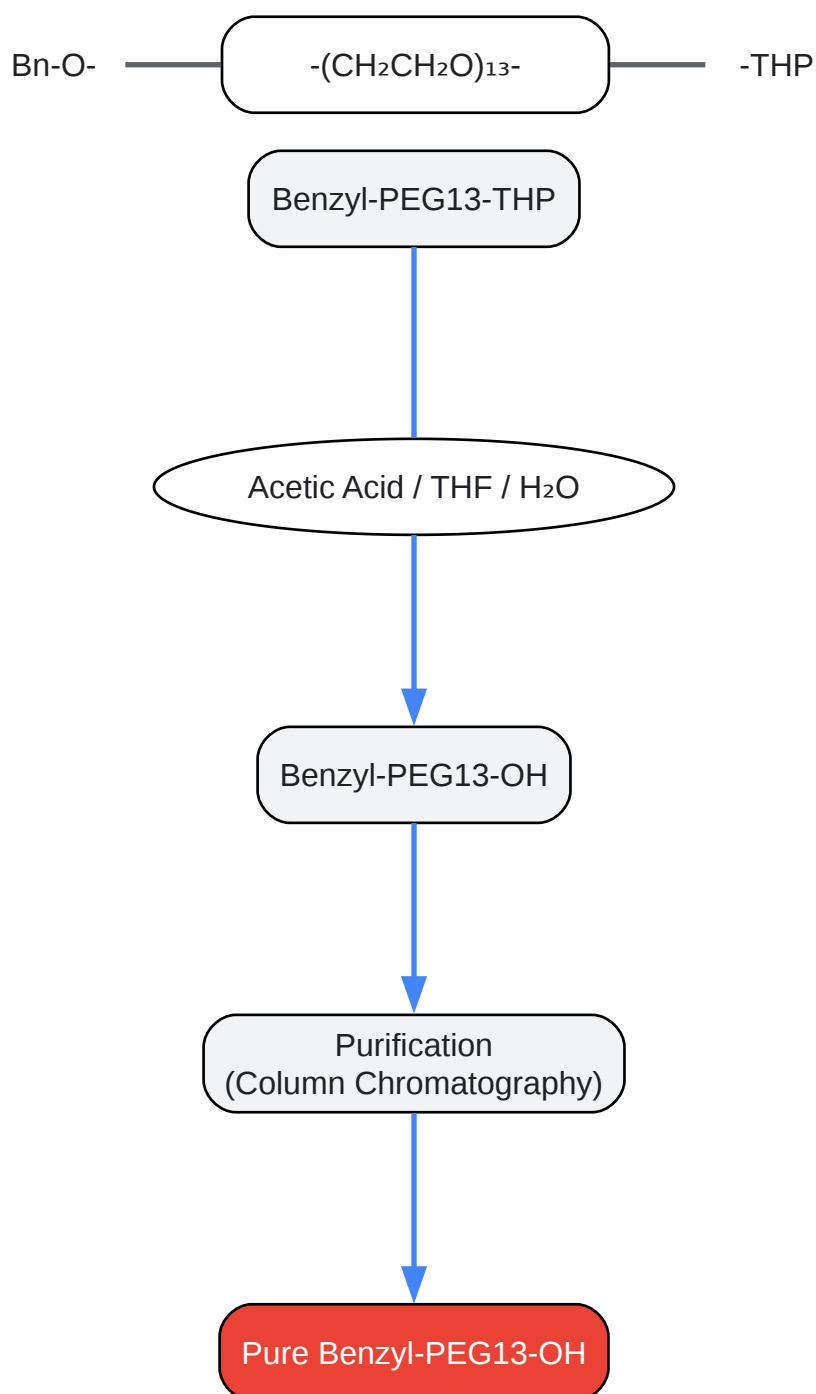 Bn-O- -(CH₂CH₂O)₁₃- -THP
Benzyl-PEG13-THP
Acetic Acid / THF / H₂O
Benzyl-PEG13-OH
Purification
(Column Chromatography)
Pure Benzyl-PEG13-OH